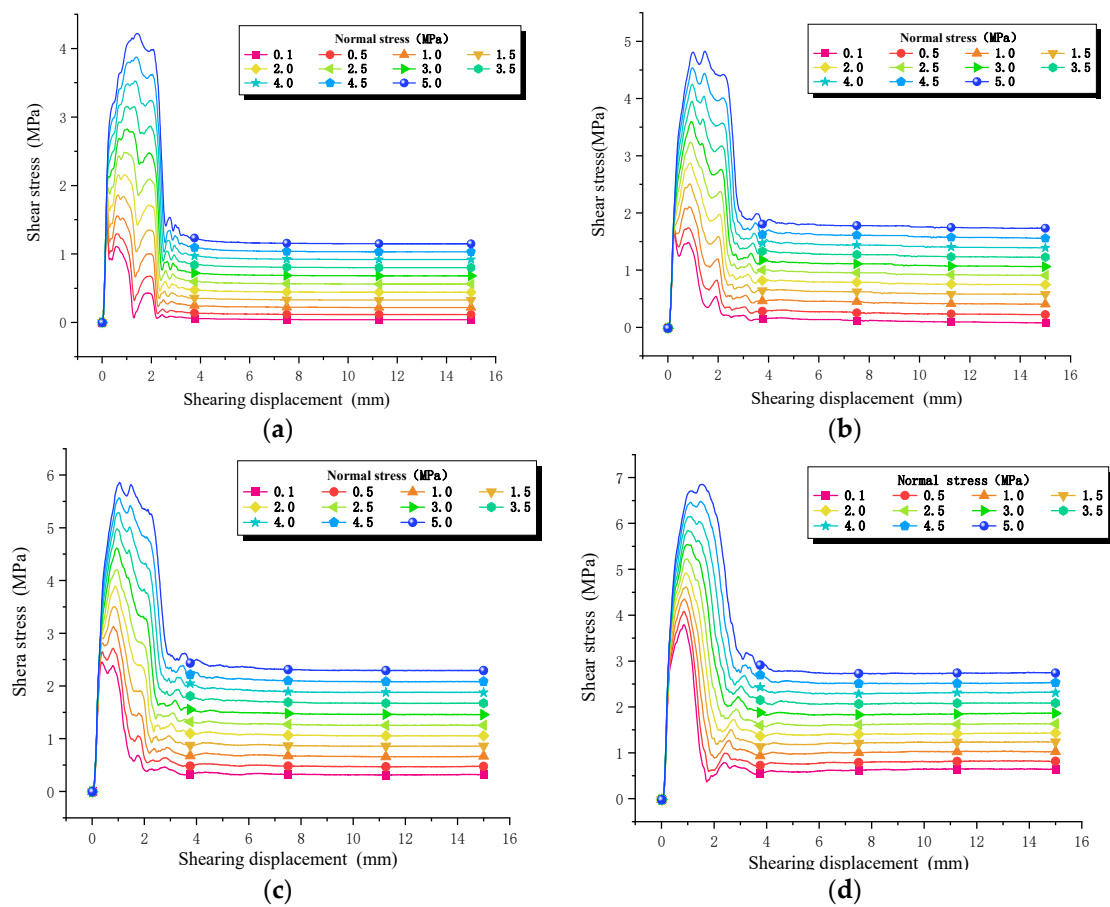 Normal stress (MPa)
0.1 0.5 1.0 1.5
2.0 2.5 3.0 3.5
4.0 4.5 5.0
4
3
2
1
0
Shear stress (MPa)
0 2 4 6 8 10 12 14 16
Shearing displacement (mm)
(a)
Normal stress (MPa)
0.1 0.5 1.0 1.5
2.0 2.5 3.0 3.5
4.0 4.5 5.0
5
4
3
2
1
0
Shear stress(MPa)
0 2 4 6 8 10 12 14 16
Shearing displacement (mm)
(b)
Normal stress (MPa)
0.1 0.5 1.0 1.5
2.0 2.5 3.0 3.5
4.0 4.5 5.0
6
5
4
3
2
1
0
Shera stress (MPa)
0 2 4 6 8 10 12 14 16
Shearing displacement (mm)
(c)
Normal stress (MPa)
0.1 0.5 1.0 1.5
2.0 2.5 3.0 3.5
4.0 4.5 5.0
7
6
5
4
3
2
1
0
Shear stress (MPa)
0 2 4 6 8 10 12 14 16
Shearing displacement (mm)
(d)